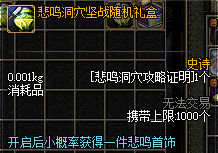 悲鸣洞穴坚战随机礼盒
史诗
0.001kg
[悲鸣洞穴攻略证明]1个
消耗品
无法交易
携带上限1000个
开启后小概率获得一件悲鸣首饰